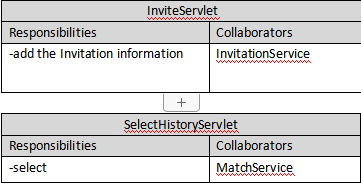 InviteServlet
Responsibilities Collaborators
-add the Invitation information InvitationService
+
SelectHistoryServlet
Responsibilities Collaborators
-select MatchService